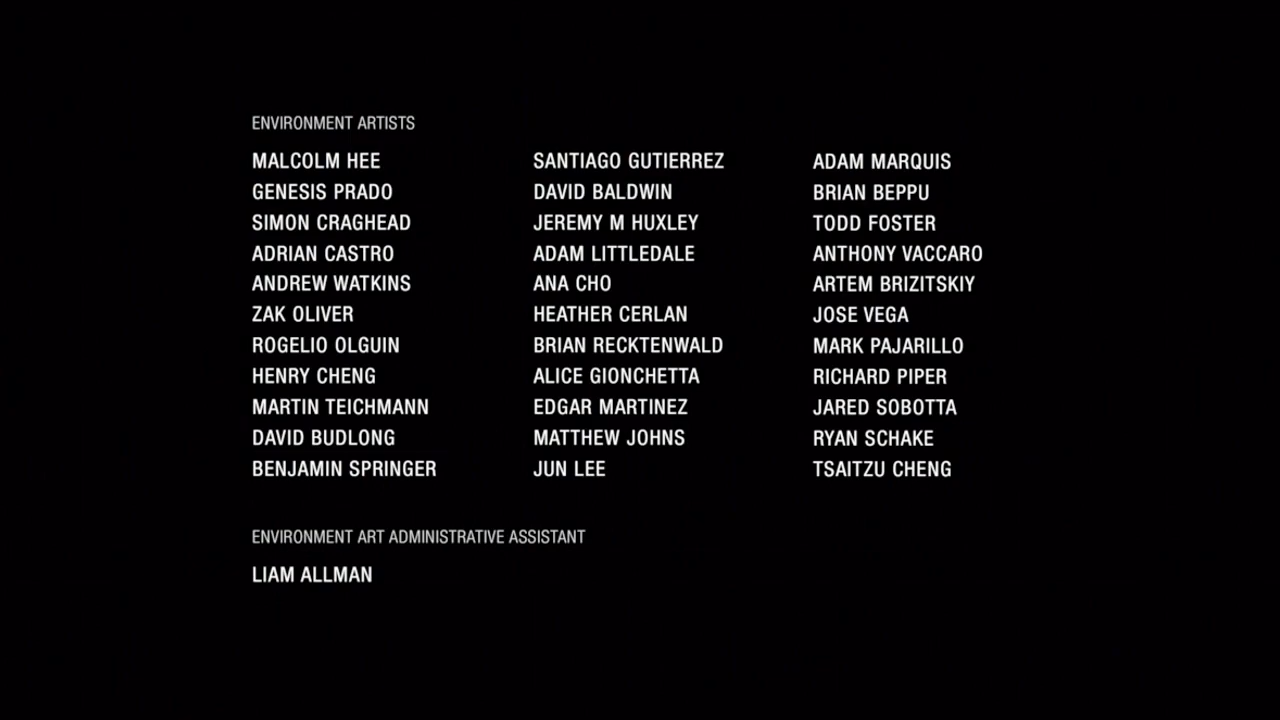 ENVIRONMENT ARTISTS
MALCOLM HEE SANTIAGO GUTIERREZ ADAM MARQUIS
GENESIS PRADO DAVID BALDWIN BRIAN BEPPU
SIMON CRAGHEAD JEREMY M HUXLEY TODD FOSTER
ADRIAN CASTRO ADAM LITTLEDALE ANTHONY VACCARO
ANDREW WATKINS ANA CHO ARTEM BRIZITSKIY
ZAK OLIVER HEATHER CERLAN JOSE VEGA
ROGELIO OLGUIN BRIAN RECKTENWALD MARK PAJARILLO
HENRY CHENG ALICE GIONCHETTA RICHARD PIPER
MARTIN TEICHMANN EDGAR MARTINEZ JARED SOBOTTA
DAVID BUDLONG MATTHEW JOHNS RYAN SCHAKE
BENJAMIN SPRINGER JUN LEE TSAITZU CHENG
ENVIRONMENT ART ADMINISTRATIVE ASSISTANT
LIAM ALLMAN